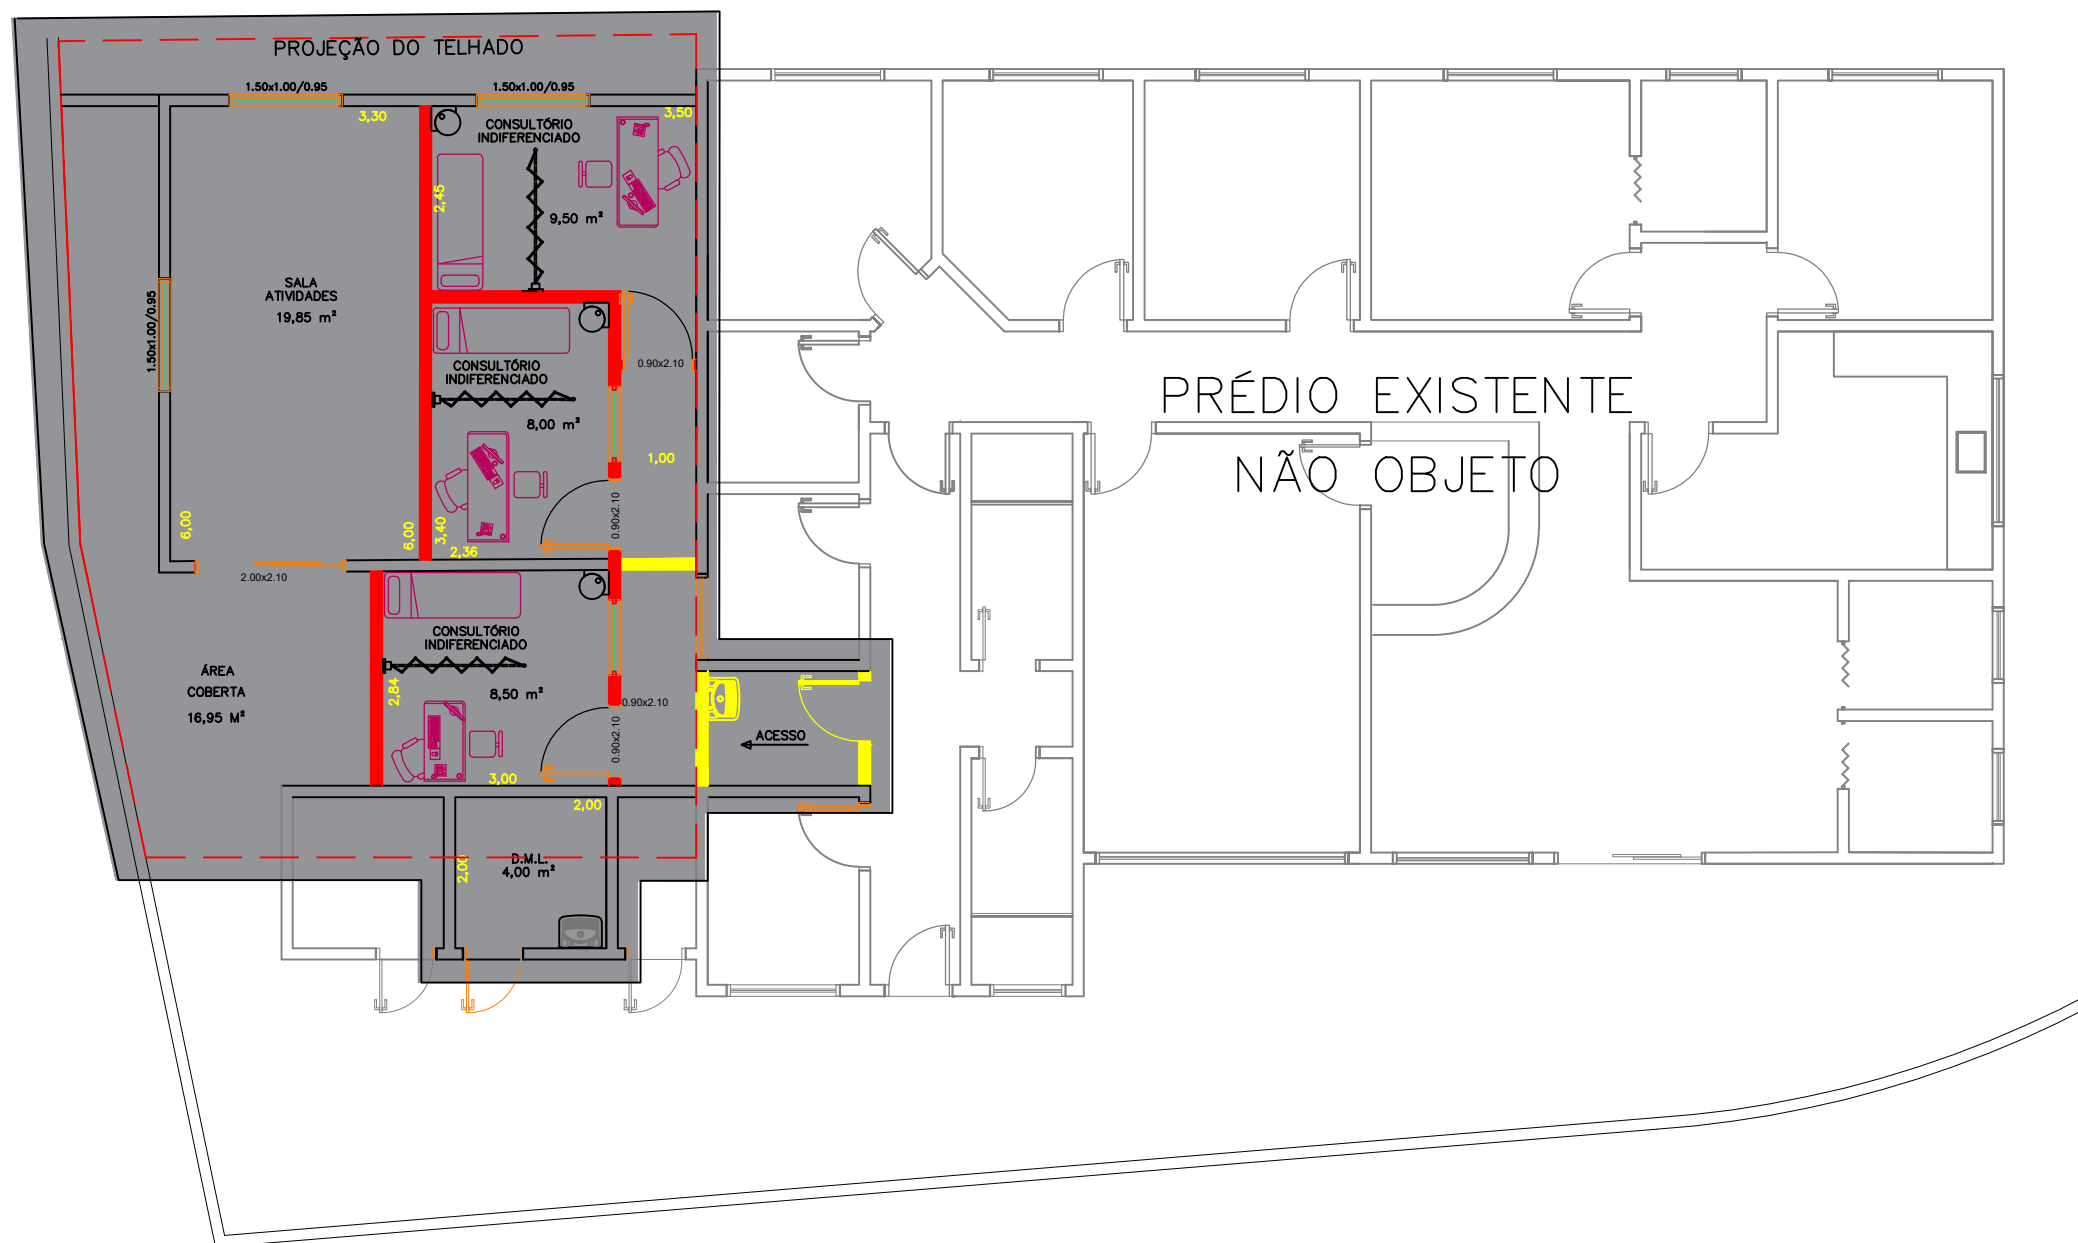 PROJEÇÃO DO TELHADO
1.50x1.00/0.95
1.50x1.00/0.95
3,30
3,50
CONSULTÓRIO
INDIFERENCIADO
2,45
9,50 m²
SALA
ATIVIDADES
19,85 m²
1.50x1.00/0.95
0.90x2.10
CONSULTÓRIO
INDIFERENCIADO
8,00 m²
1,00
PRÉDIO EXISTENTE
NÃO OBJETO
6,00
6,00
3,40
2,36
0.90x2.10
2.00x2.10
CONSULTÓRIO
INDIFERENCIADO
2,84
8,50 m²
0.90x2.10
0.90x2.10
ÁREA
COBERTA
16,95 M²
ACESSO
3,00
2,00
2,00
D.M.L.
4,00 m²